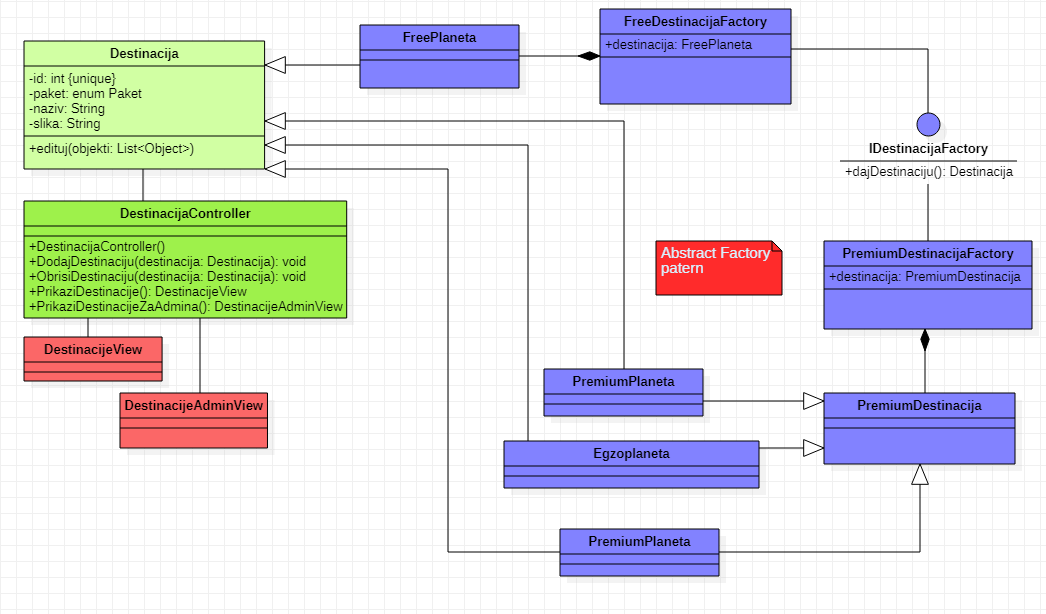 FreeDestinacijaFactory
+destinacija: FreePlaneta
FreePlaneta
Destinacija
-id: int {unique}
-paket: enum Paket
-naziv: String
-slika: String
+edituj(objekti: List<Object>)
IDestinacijaFactory
+dajDestinaciju(): Destinacija
DestinacijaController
+DestinacijaController()
+DodajDestinaciju(destinacija: Destinacija): void
+ObrisiDestinaciju(destinacija: Destinacija): void
+PrikaziDestinacije(): DestinacijeView
+PrikaziDestinacijeZaAdmina(): DestinacijeAdminView
Abstract Factory
patern
PremiumDestinacijaFactory
+destinacija: PremiumDestinacija
DestinacijeView
DestinacijeAdminView
PremiumPlaneta
PremiumDestinacija
Egzoplaneta
PremiumPlaneta